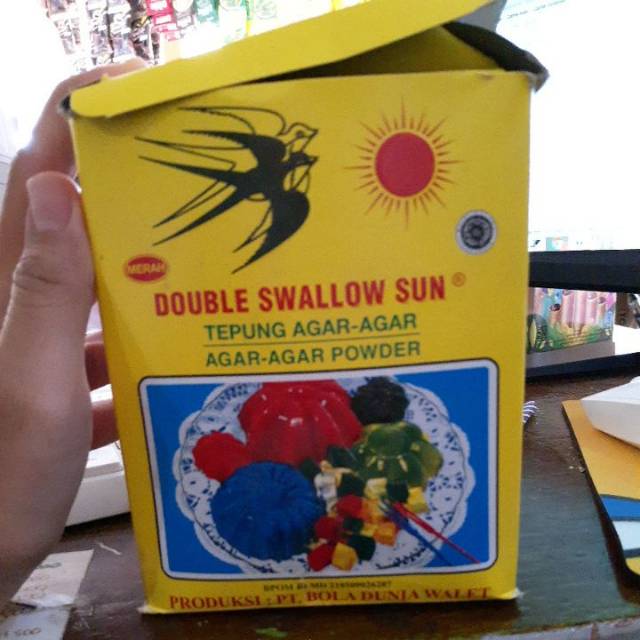 MERAH
DOUBLE SWALLOW SUN ®
TEPUNG AGAR-AGAR
AGAR-AGAR POWDER
PRODUKSI : PT. BOLA DUNIA WALET